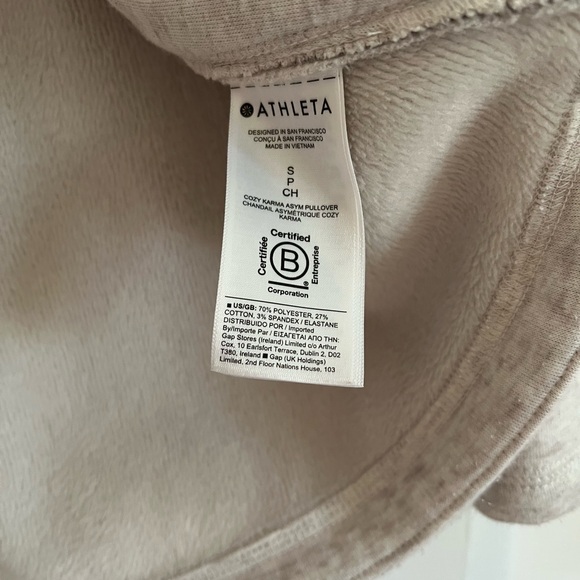 ATHLETA
DESIGNED IN SAN FRANCISCO
CONÇU À SAN FRANCISCO
MADE IN VIETNAM
S
P
CH
COZY KARMA ASYM PULLOVER
CHANDAIL ASYMÉTRIQUE COZY
KARMA
Certified
Certifiée
B
Entreprise
Corporation
■ US/GB: 70% POLYESTER, 27%
COTTON, 3% SPANDEX / ELASTANE
DISTRIBUIDO POR / Imported
By/Importe Par / ΕΙΣΑΓΕΤΑΙ ΑΠΟ ΤΗΝ:
Gap Stores (Ireland) Limited c/o Arthur
Cox, 10 Earlsfort Terrace, Dublin 2, D02
T380, Ireland ■ Gap (UK Holdings)
Limited, 2nd Floor Nations House, 103